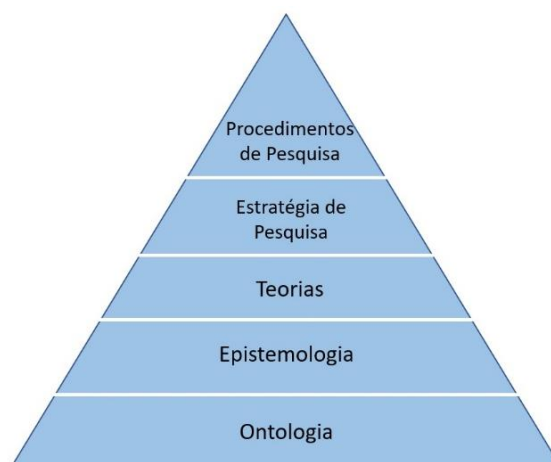 Procedimentos
de Pesquisa
Estratégia de
Pesquisa
Teorias
Epistemologia
Ontologia